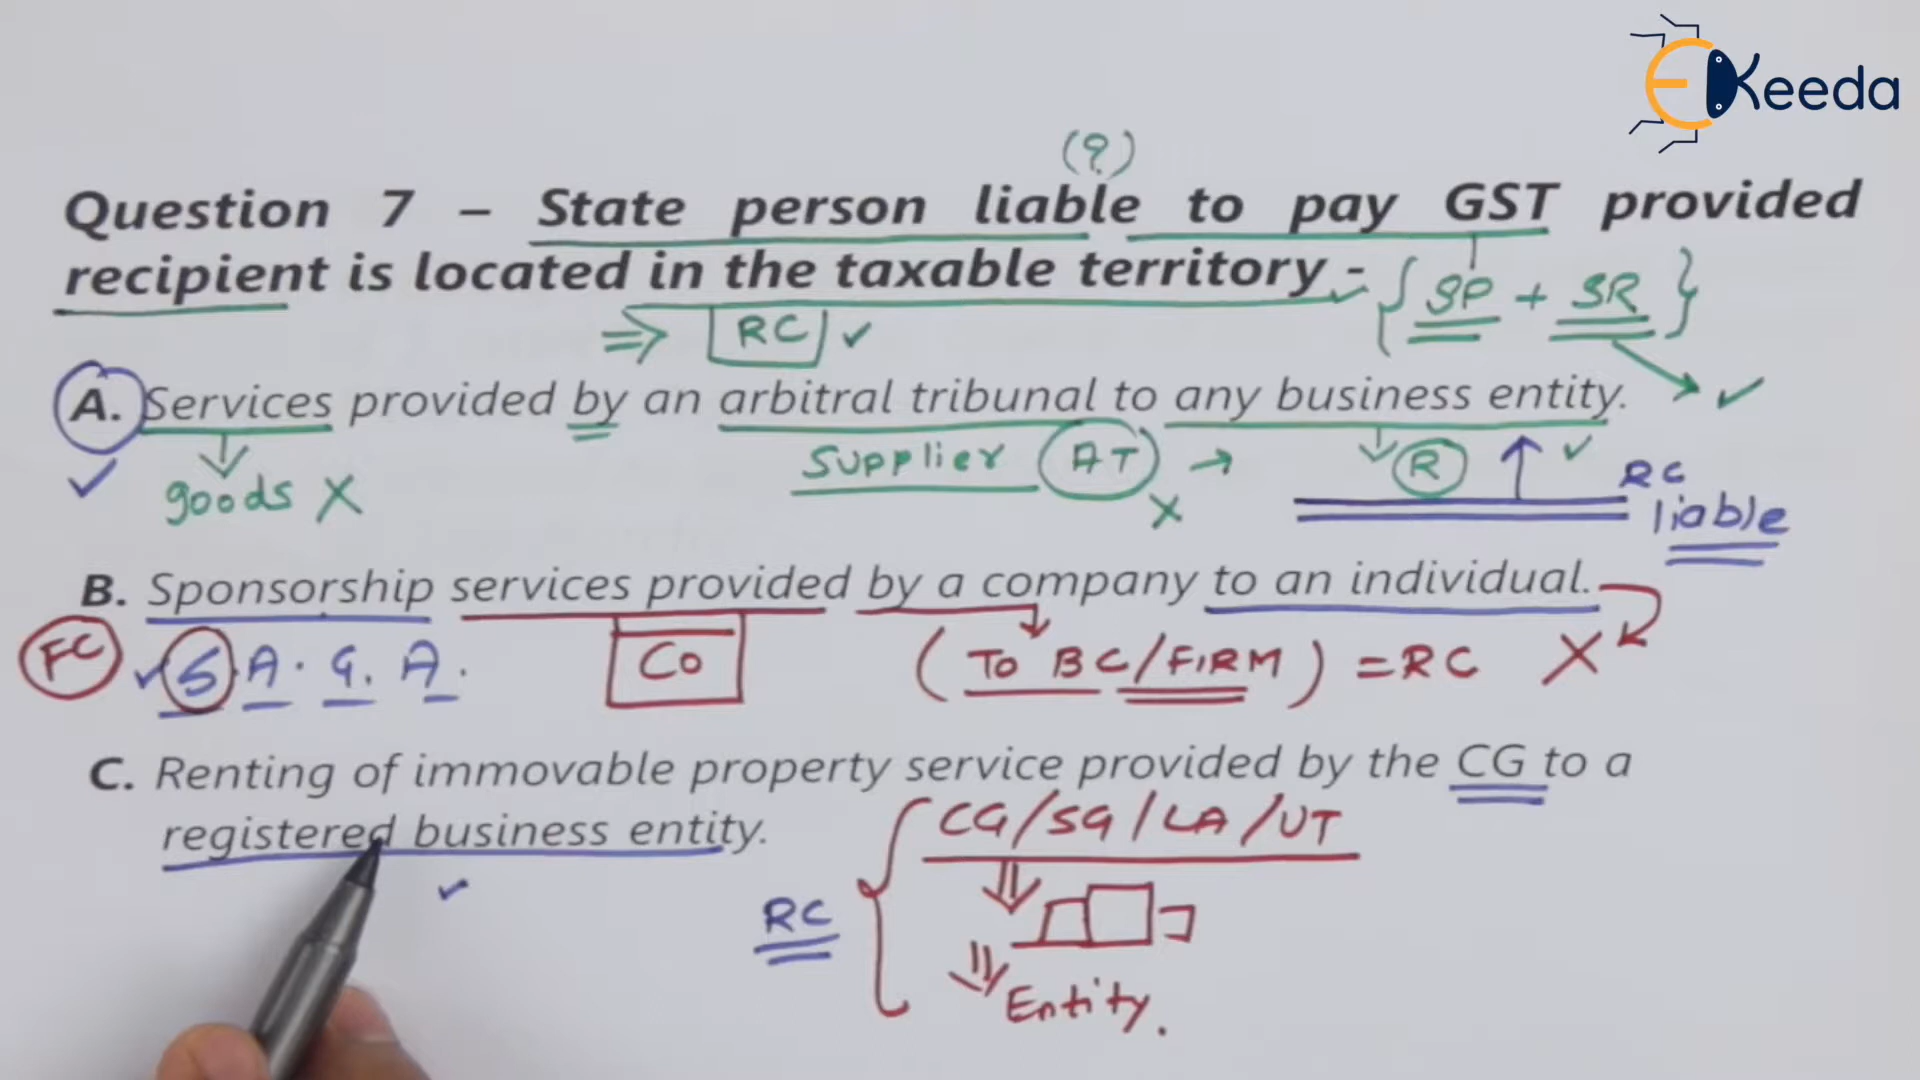 EKeeda
(?)
Question 7 – State person liable to pay GST provided
recipient is located in the taxable territory -
{ SP + SR }
⇒ RC ✓
A. Services provided by an arbitral tribunal to any business entity.
goods X
Supplier AT → R ✓
X
RC
liable
B. Sponsorship services provided by a company to an individual.
FC ✓ S. A. G. A. Co ( TO BC/FIRM ) = RC X
C. Renting of immovable property service provided by the CG to a
registered business entity.
CG/SG/LA/UT
RC
Entity.